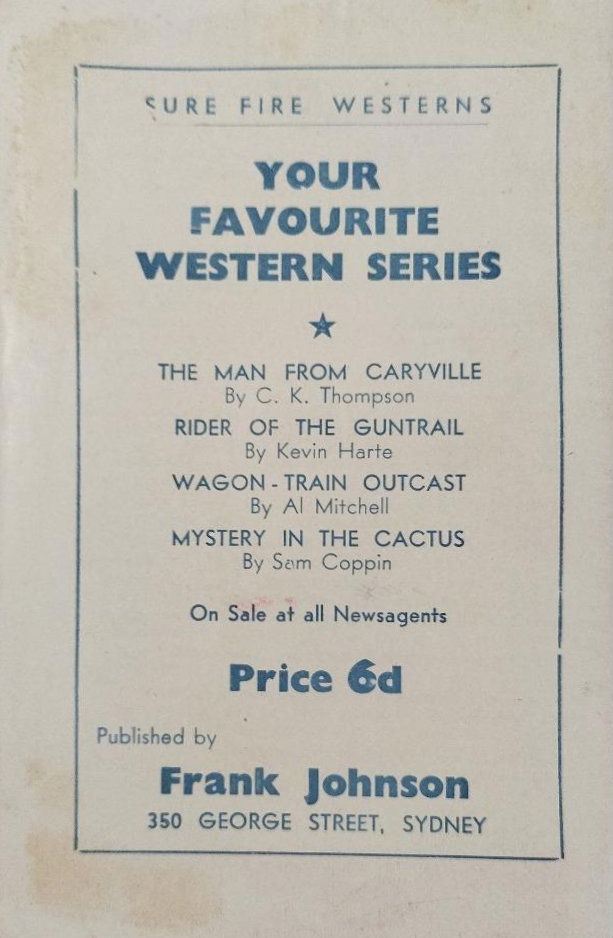 SURE FIRE WESTERNS
YOUR
FAVOURITE
WESTERN SERIES
THE MAN FROM CARYVILLE
By C. K. Thompson
RIDER OF THE GUNTRAIL
By Kevin Harte
WAGON-TRAIN OUTCAST
By Al Mitchell
MYSTERY IN THE CACTUS
By Sam Coppin
On Sale at all Newsagents
Price 6d
Published by
Frank Johnson
350 GEORGE STREET, SYDNEY